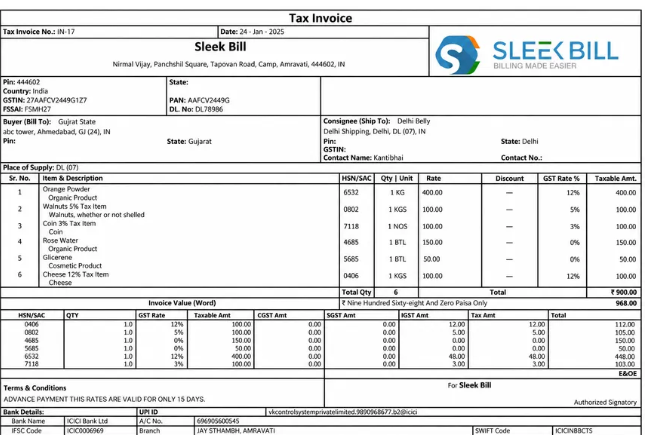 Tax Invoice
Tax Invoice No.: IN-17 Date: 24 - Jan - 2025
Sleek Bill
Nirmal Vijay, Panchshil Square, Tapovan Road, Camp, Amravati, 444602, IN
SLEEK BILL
BILLING MADE EASIER
Pin: 444602 State:
Country: India
GSTIN: 27AAFCV2449G1Z7 PAN: AAFCV2449G
FSSAI: F5MH27 DL. No: DL78986
Buyer (Bill To): Gujrat State Consignee (Ship To): Delhi Belly
abc tower, Ahmedabad, GJ (24), IN Delhi Shipping, Delhi, DL (07), IN
Pin: State: Gujarat Pin: State: Delhi
GSTIN:
Contact Name: Kantibhai Contact No.:
Place of Supply: DL (07)
Sr. No. Item & Description HSN/SAC Qty | Unit Rate Discount GST Rate % Taxable Amt.
1 Orange Powder 6532 1 KG 400.00 — 12% 400.00
Organic Product
2 Walnuts 5% Tax Item 0802 1 KGS 100.00 — 5% 100.00
Walnuts, whether or not shelled
3 Coin 3% Tax Item 7118 1 NOS 100.00 — 3% 100.00
Coin
4 Rose Water 4685 1 BTL 150.00 — 0% 150.00
Organic Product
5 Glicerene 5685 1 BTL 50.00 — 0% 50.00
Cosmetic Product
6 Cheese 12% Tax Item 0406 1 KGS 100.00 — 12% 100.00
Cheese
Total Qty 6 Total ₹ 900.00
Invoice Value (Word) ₹ Nine Hundred Sixty-eight And Zero Paisa Only 968.00
HSN/SAC QTY GST Rate Taxable Amt CGST Amt SGST Amt IGST Amt Tax Amt Total
0406 1.0 12% 100.00 0.00 0.00 12.00 12.00 112.00
0802 1.0 5% 100.00 0.00 0.00 5.00 5.00 105.00
4685 1.0 0% 150.00 0.00 0.00 0.00 0.00 150.00
5685 1.0 0% 50.00 0.00 0.00 0.00 0.00 50.00
6532 1.0 12% 400.00 0.00 0.00 48.00 48.00 448.00
7118 1.0 3% 100.00 0.00 0.00 3.00 3.00 103.00
E&OE
Terms & Conditions For Sleek Bill
ADVANCE PAYMENT THIS RATES ARE VALID FOR ONLY 15 DAYS.
Authorized Signatory
Bank Details: UPI ID vkcontrolsystemprivatelimited.9890968677.b2@icici
Bank Name ICICI Bank Ltd A/C No. 696905600545
IFSC Code ICIC0006969 Branch JAY STHAMBH, AMRAVATI SWIFT Code ICICINBBCTS